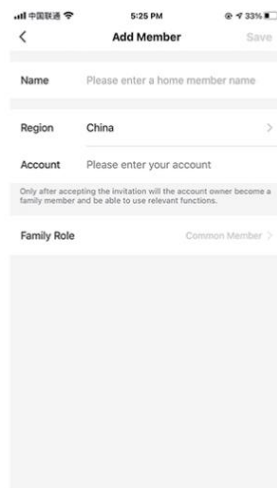 中国联通 5:25 PM 33%
Add Member Save
Name Please enter a home member name
Region China
Account Please enter your account
Only after accepting the invitation will the account owner become a
family member and be able to use relevant functions.
Family Role Common Member